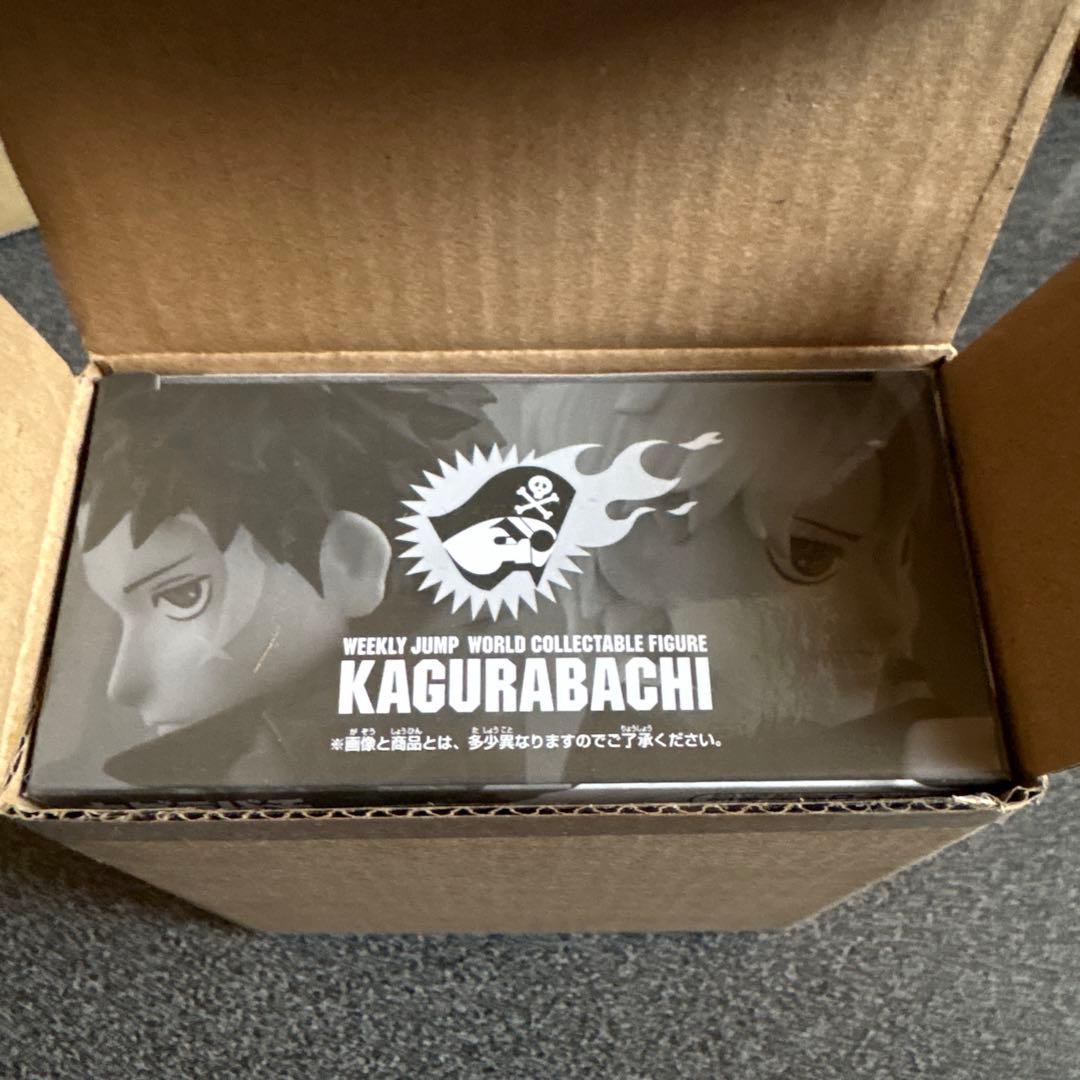 WEEKLY JUMP WORLD COLLECTABLE FIGURE
KAGURABACHI
※画像と商品とは、多少異なりますのでご了承ください。